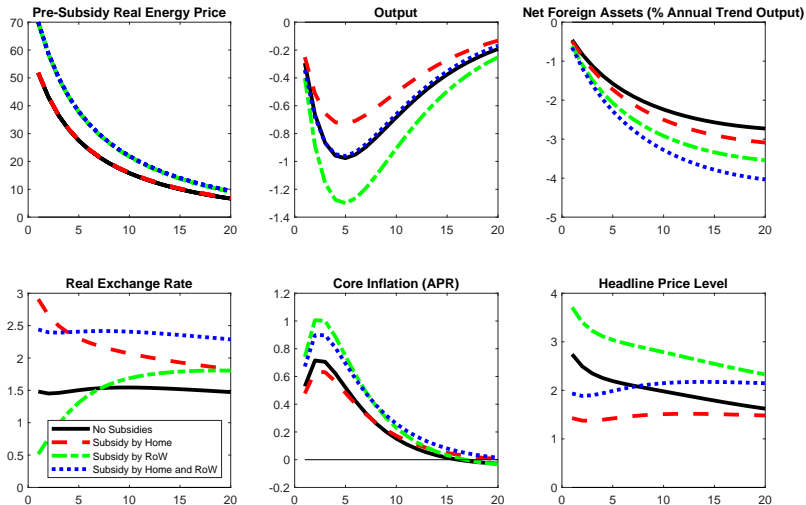 Pre-Subsidy Real Energy Price
70
60
50
40
30
20
10
0
0 5 10 15 20
Output
0
-0.2
-0.4
-0.6
-0.8
-1
-1.2
-1.4
0 5 10 15 20
Net Foreign Assets (% Annual Trend Output)
0
-1
-2
-3
-4
-5
0 5 10 15 20
Real Exchange Rate
3
2.5
2
1.5
1
0.5
0
0 5 10 15 20
No Subsidies
Subsidy by Home
Subsidy by RoW
Subsidy by Home and RoW
Core Inflation (APR)
1.2
1
0.8
0.6
0.4
0.2
0
-0.2
0 5 10 15 20
Headline Price Level
4
3
2
1
0
0 5 10 15 20